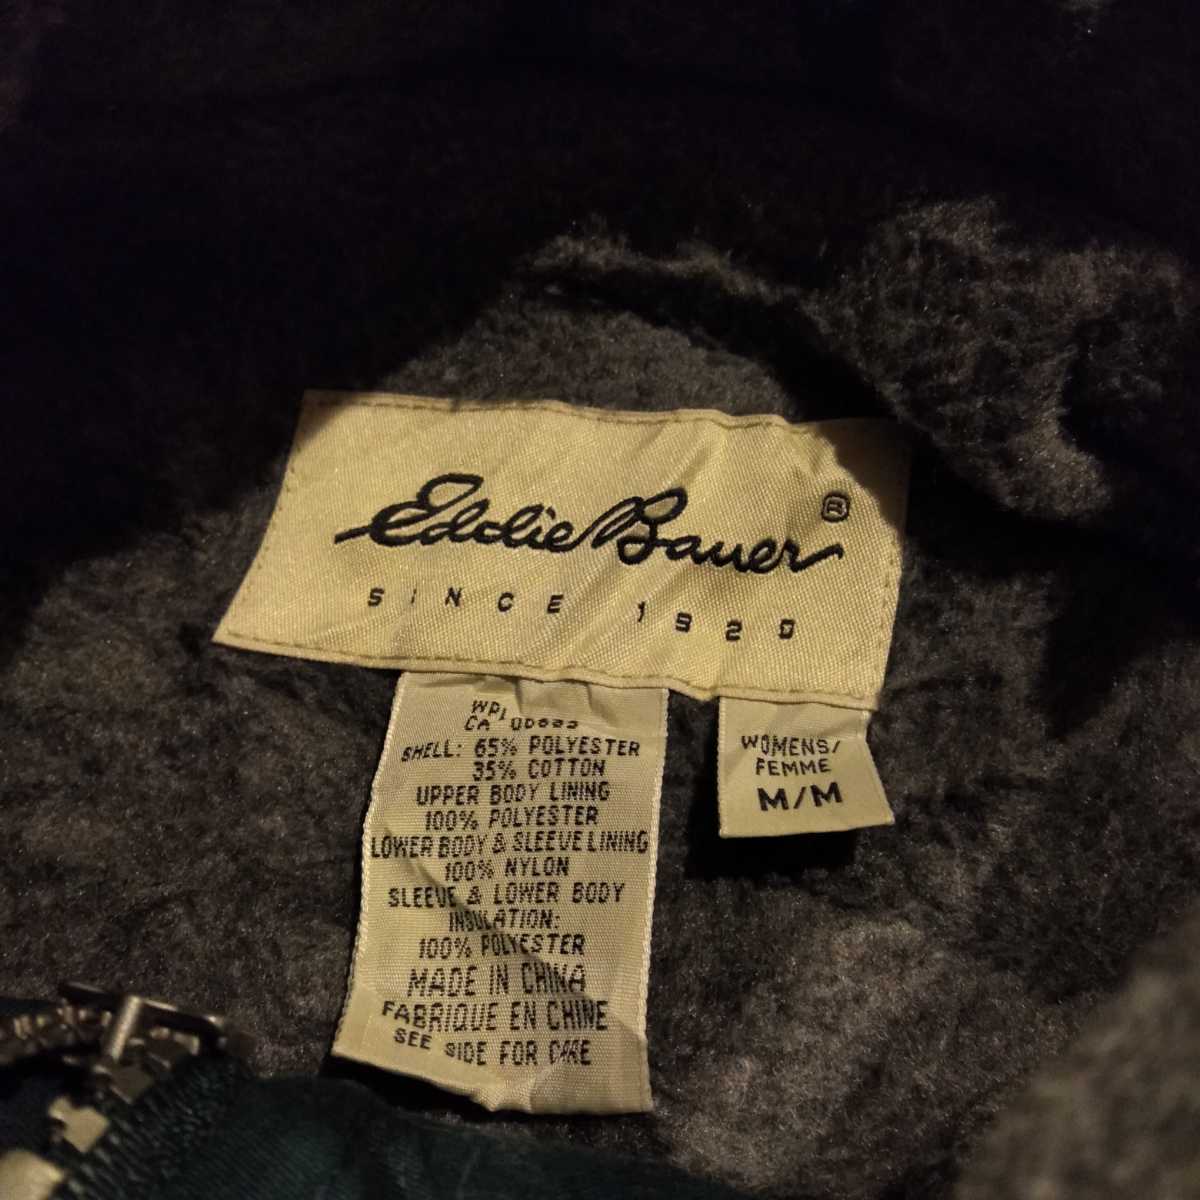 Eddie Bauer ®
SINCE 1920
WPL
CA
SHELL: 65% POLYESTER
35% COTTON
UPPER BODY LINING
100% POLYESTER
LOWER BODY & SLEEVE LINING
100% NYLON
SLEEVE & LOWER BODY
INSULATION:
100% POLYESTER
MADE IN CHINA
FABRIQUE EN CHINE
SEE SIDE FOR CARE
WOMENS/
FEMME
M/M